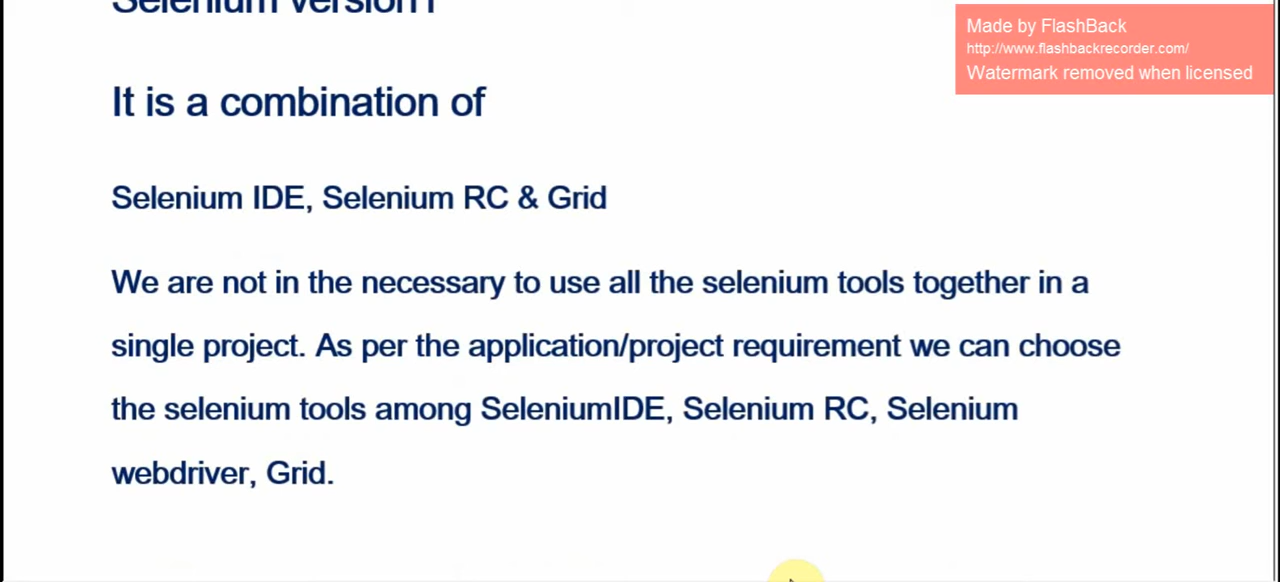 Selenium version1
Made by FlashBack
http://www.flashbackrecorder.com/
Watermark removed when licensed
It is a combination of
Selenium IDE, Selenium RC & Grid
We are not in the necessary to use all the selenium tools together in a
single project. As per the application/project requirement we can choose
the selenium tools among SeleniumIDE, Selenium RC, Selenium
webdriver, Grid.